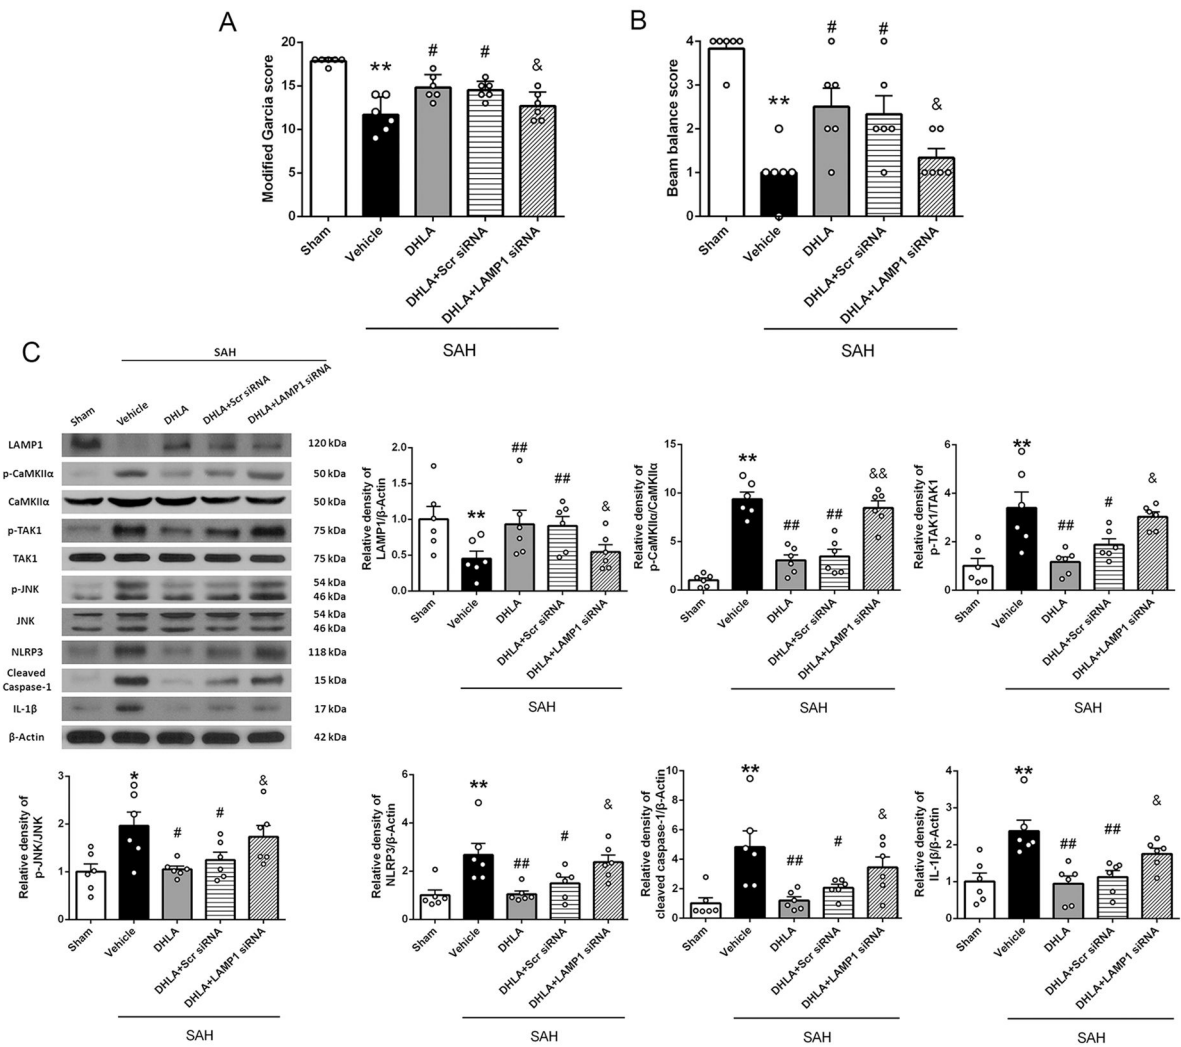 A
Modified Garcia score
20
15
10
5
0
**
#
#
&
Sham
Vehicle
DHLA
DHLA+Scr siRNA
DHLA+LAMP1 siRNA
SAH
B
Beam balance score
4
3
2
1
0
**
#
#
&
Sham
Vehicle
DHLA
DHLA+Scr siRNA
DHLA+LAMP1 siRNA
SAH
C
SAH
Sham
Vehicle
DHLA
DHLA+Scr siRNA
DHLA+LAMP1 siRNA
LAMP1 120 kDa
p-CaMKIIα 50 kDa
CaMKIIα 50 kDa
p-TAK1 75 kDa
TAK1 75 kDa
p-JNK 54 kDa
46 kDa
JNK 54 kDa
46 kDa
NLRP3 118 kDa
Cleaved
Caspase-1 15 kDa
IL-1β 17 kDa
β-Actin 42 kDa
Relative density of
LAMP1/β-Actin
2.0
1.5
1.0
0.5
0.0
**
##
##
&
Sham
Vehicle
DHLA
DHLA+Scr siRNA
DHLA+LAMP1 siRNA
SAH
Relative density of
p-CaMKIIα/CaMKIIα
15
10
5
0
**
##
##
&&
Sham
Vehicle
DHLA
DHLA+Scr siRNA
DHLA+LAMP1 siRNA
SAH
Relative density of
p-TAK1/TAK1
6
4
2
0
**
##
#
&
Sham
Vehicle
DHLA
DHLA+Scr siRNA
DHLA+LAMP1 siRNA
SAH
Relative density of
p-JNK/JNK
3
2
1
0
*
#
#
&
Sham
Vehicle
DHLA
DHLA+Scr siRNA
DHLA+LAMP1 siRNA
SAH
Relative density of
NLRP3/β-Actin
6
4
2
0
**
##
#
&
Sham
Vehicle
DHLA
DHLA+Scr siRNA
DHLA+LAMP1 siRNA
SAH
Relative density of
cleaved caspase-1/β-Actin
10
8
6
4
2
0
**
##
#
&
Sham
Vehicle
DHLA
DHLA+Scr siRNA
DHLA+LAMP1 siRNA
SAH
Relative density of
IL-1β/β-Actin
4
3
2
1
0
**
##
##
&
Sham
Vehicle
DHLA
DHLA+Scr siRNA
DHLA+LAMP1 siRNA
SAH